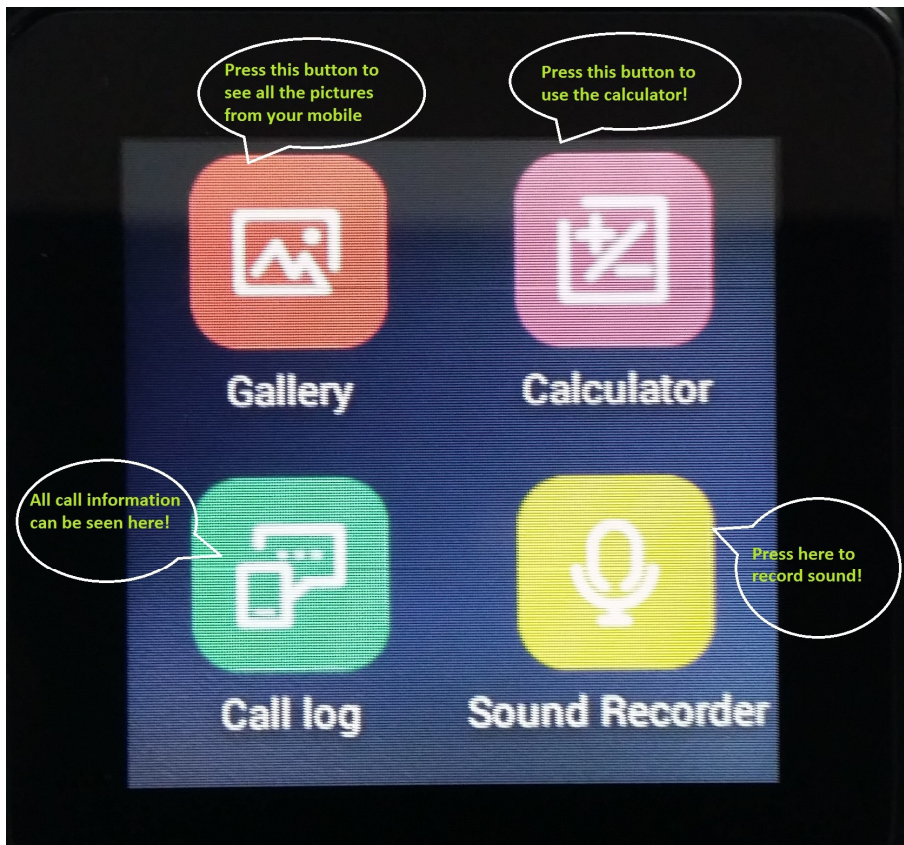 Press this button to
see all the pictures
from your mobile
Press this button to
use the calculator!
Gallery
Calculator
All call information
can be seen here!
Press here to
record sound!
Call log
Sound Recorder